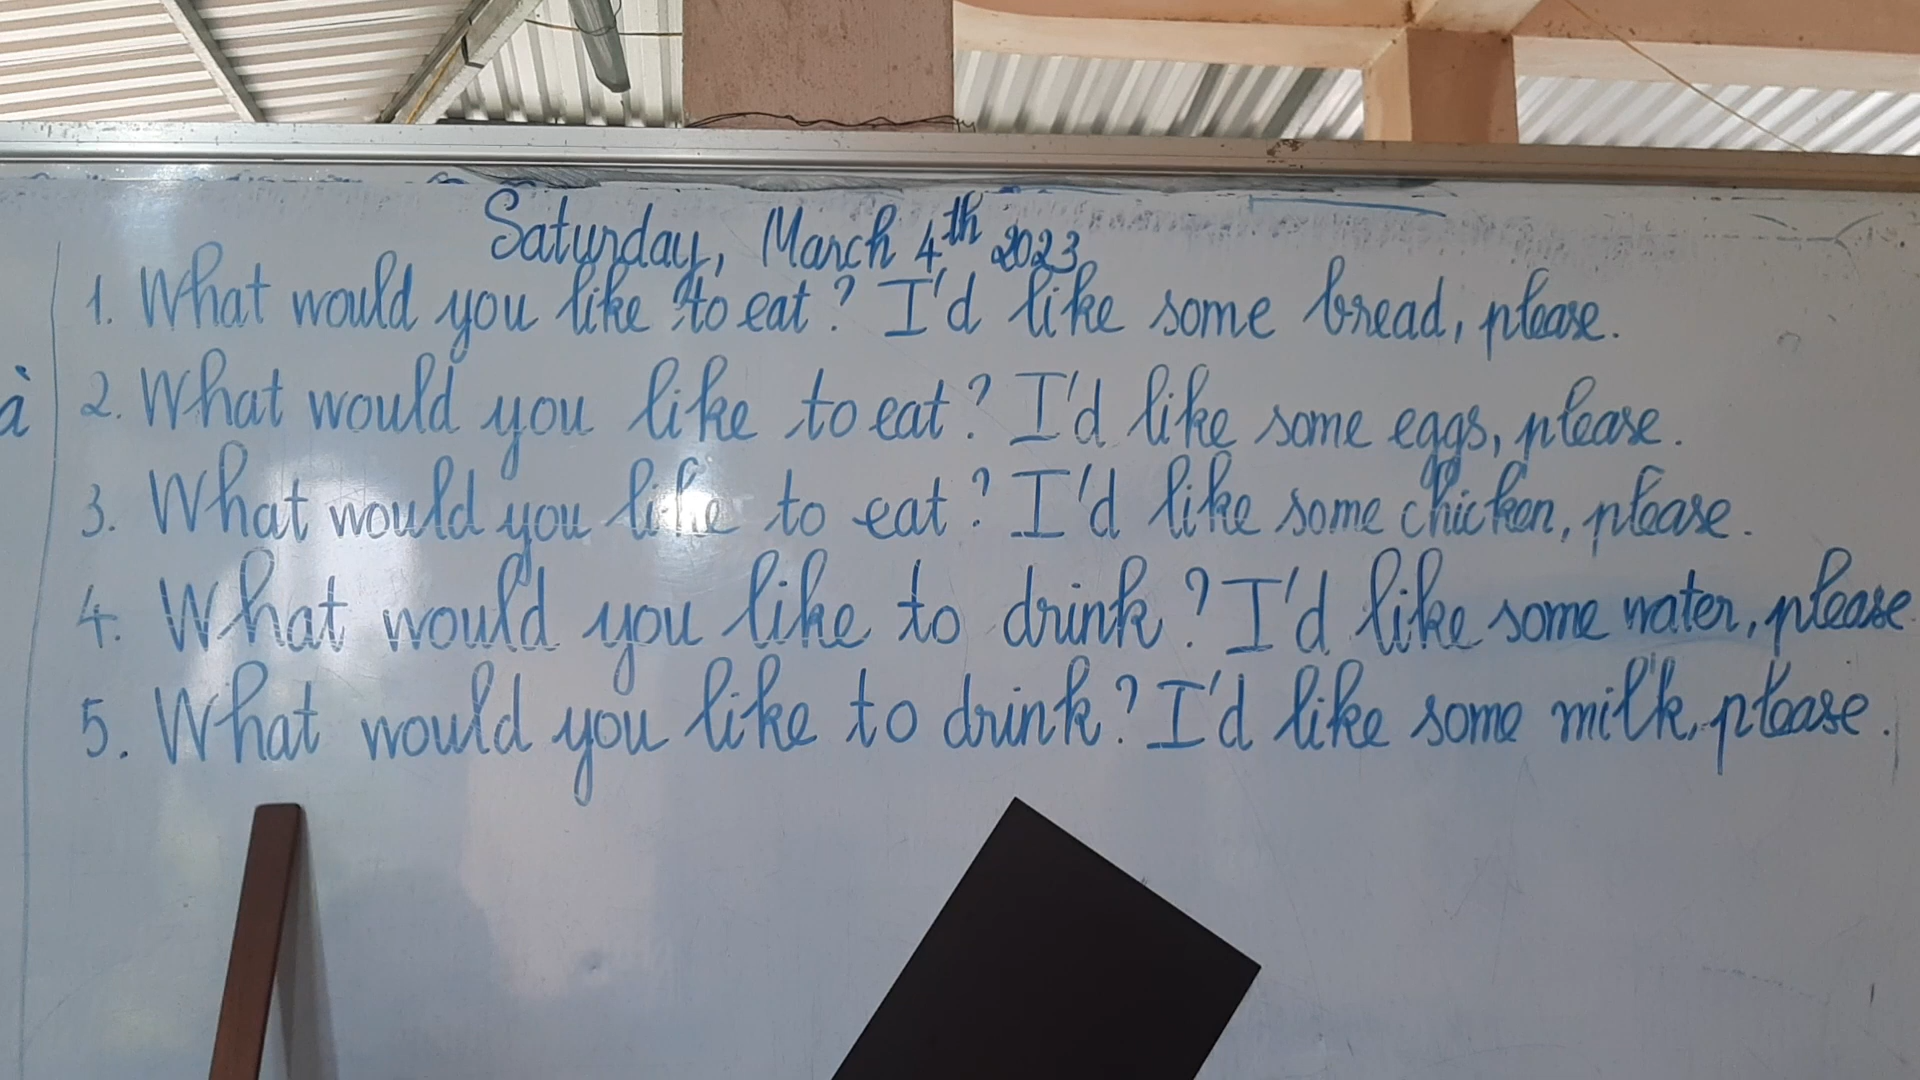 Saturday, March 4th 2023
1. What would you like to eat? I'd like some bread, please.
à
2. What would you like to eat? I'd like some eggs, please.
3. What would you like to eat? I'd like some chicken, please.
4. What would you like to drink? I'd like some water, please.
5. What would you like to drink? I'd like some milk, please.